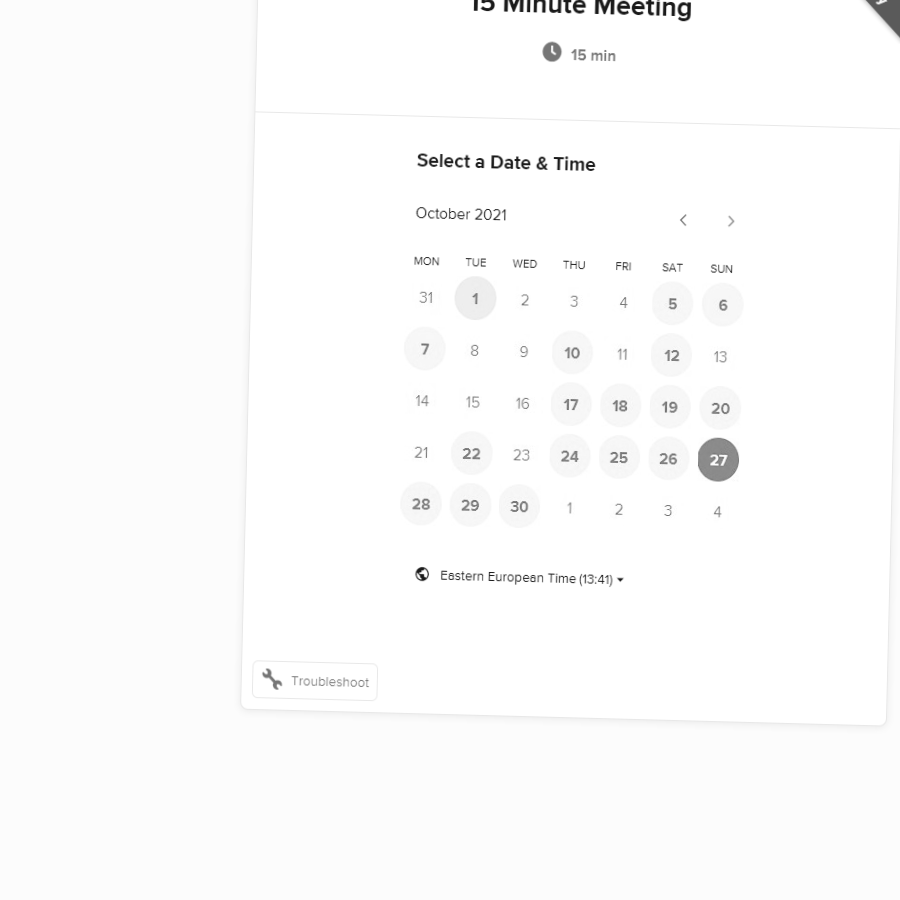 15 Minute Meeting
15 min
Select a Date & Time
October 2021
MON TUE WED THU FRI SAT SUN
31 1 2 3 4 5 6
7 8 9 10 11 12 13
14 15 16 17 18 19 20
21 22 23 24 25 26 27
28 29 30 1 2 3 4
Eastern European Time (13:41)
Troubleshoot